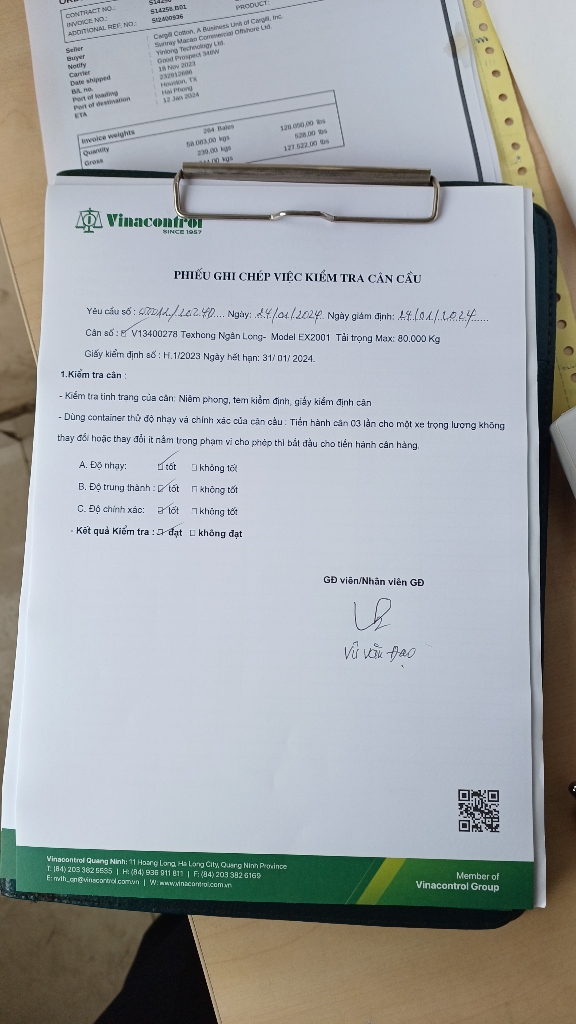 CONTRACT NO.:
INVOICE NO.: S14258.B01 PRODUCT:
ADDITIONAL REF. NO.: SI2400936
Seller : Cargill Cotton, A Business Unit of Cargill, Inc.
Buyer : Sunray Macao Commercial Offshore Ltd.
Notify : Yinlong Technology Ltd.
Carrier : Good Prospect 348W
Date shipped : 18 Nov 2023
B/L no. :
Port of loading : Houston, TX
Port of destination : Hai Phong
ETA : 12 Jan 2024
Invoice weights
Quantity 264 Bales
Gross 58.083,00 kgs 128.050,00 lbs
239,00 kgs 528,00 lbs
kgs 127.522,00 lbs
Vinacontrol
SINCE 1957
PHIẾU GHI CHÉP VIỆC KIỂM TRA CÂN CẦU
Yêu cầu số : .... Ngày: 24/01/2024. Ngày giám định: 24/01/2024.....
Cân số : ☑ V13400278 Texhong Ngân Long- Model EX2001 Tải trọng Max: 80.000 Kg
Giấy kiểm định số : H.1/2023 Ngày hết hạn: 31/ 01/ 2024.
1.Kiểm tra cân :
- Kiểm tra tình trạng của cân: Niêm phong, tem kiểm định, giấy kiểm định cân
- Dùng container thử độ nhạy và chính xác của cân cầu : Tiến hành cân 03 lần cho một xe trọng lượng không
thay đổi hoặc thay đổi ít nằm trong phạm vi cho phép thì bắt đầu cho tiến hành cân hàng.
A. Độ nhạy: ☑ tốt ☐ không tốt
B. Độ trung thành : ☑ tốt ☐ không tốt
C. Độ chính xác: ☑ tốt ☐ không tốt
- Kết quả Kiểm tra : ☑ đạt ☐ không đạt
GĐ viên/Nhân viên GĐ
Vũ Văn Đạo
Vinacontrol Quang Ninh: 11 Hoang Long, Ha Long City, Quang Ninh Province
T: (84) 203 382 5535 | H: (84) 936 911 811 | F: (84) 203 382 6169
E: nvth_qn@vinacontrol.com.vn | W: www.vinacontrol.com.vn
Member of
Vinacontrol Group